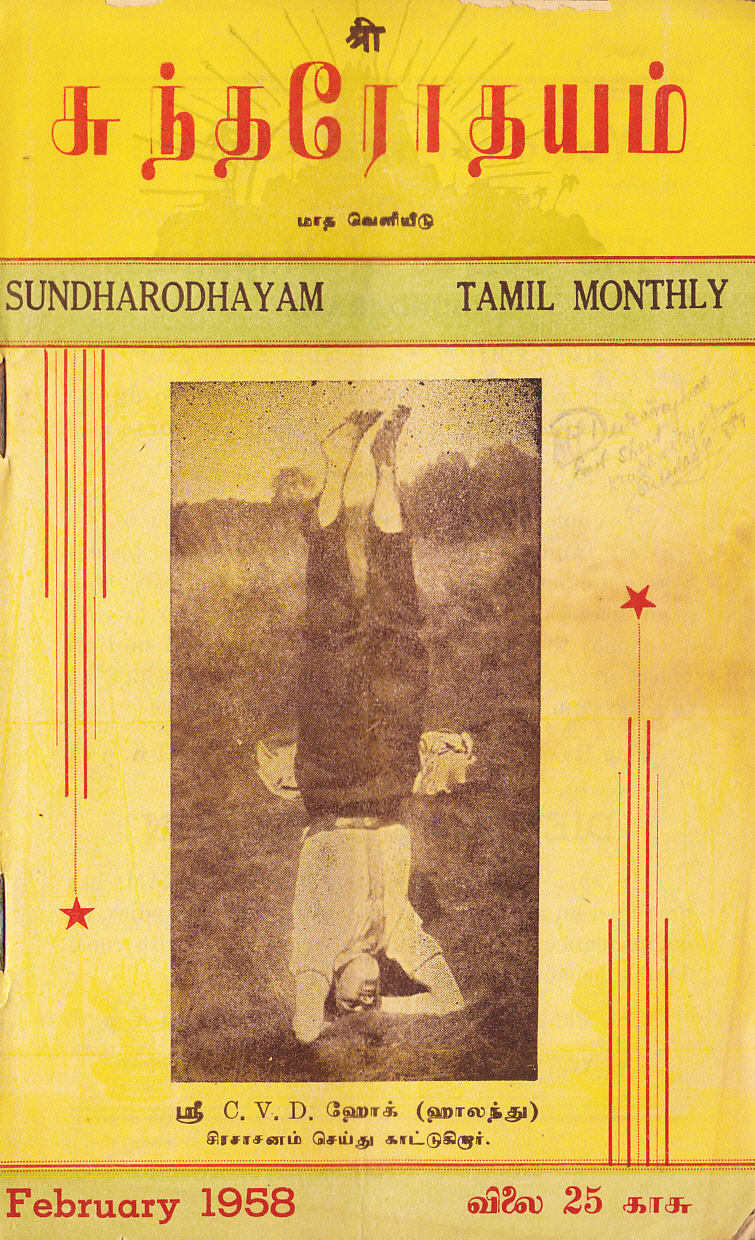 ஸ்ரீ
சுந்தரோதயம்
மாத வெளியீடு
SUNDHARODHAYAM TAMIL MONTHLY
ஸ்ரீ C. V. D. ஹோக் (ஹாலந்து)
சிரசாசனம் செய்து காட்டுகிறார்.
February 1958 விலை 25 காசு